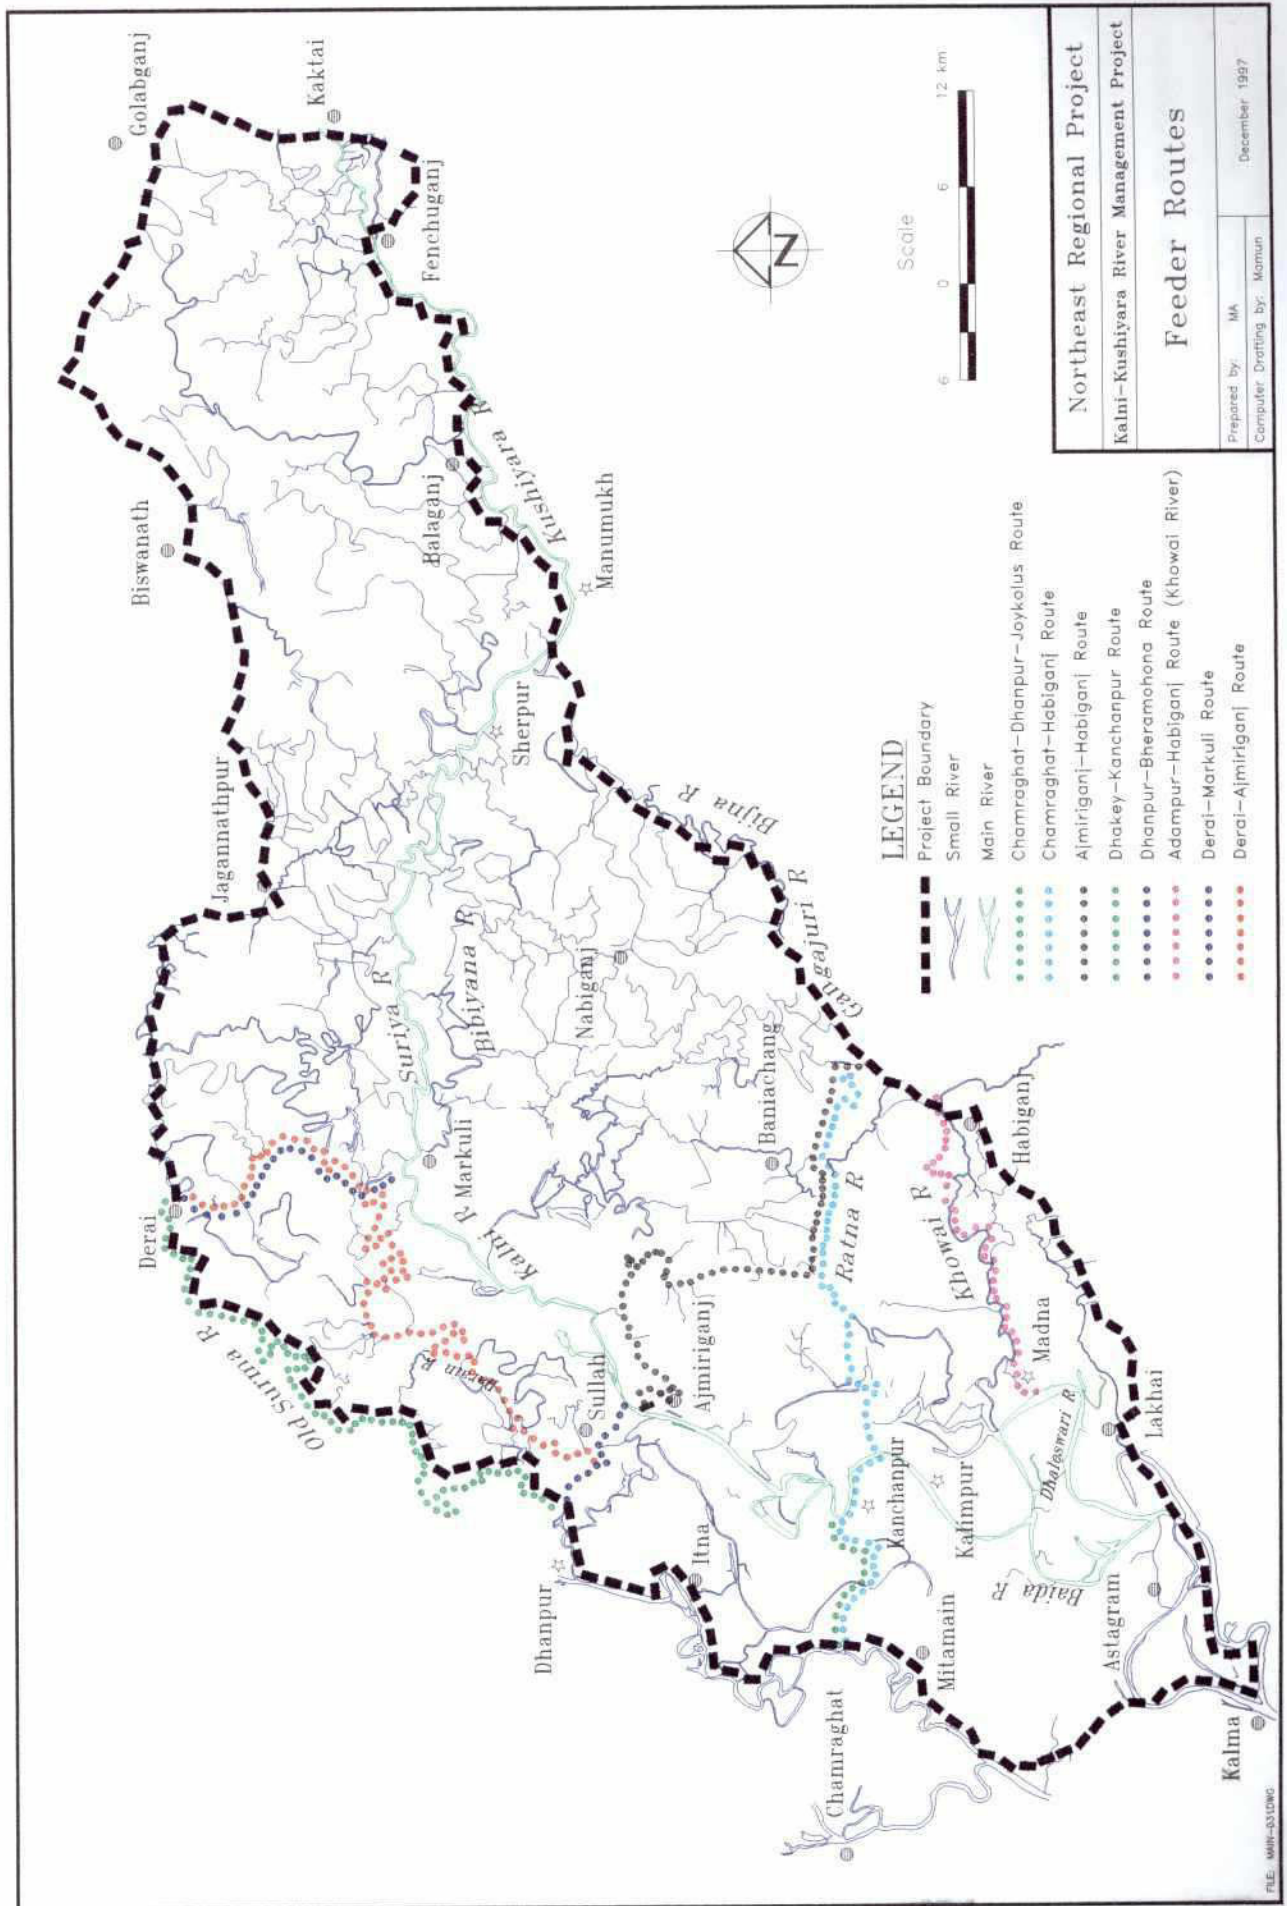 Golabganj
Kaktai
Fenchuganj
Biswanath
Balaganj
Kushiyara R
Manumukh
Jagannathpur
Sherpur
Suriya R
Bibiyana R
Bijna R
Nabiganj
Gangajuri R
Derai
Markuli
Kalni R
Baniachang
Ratna R
Khowai R
Habiganj
Old Surma R
Darain R
Sullah
Ajmiriganj
Madna
Dhaleswari R
Lakhai
Dhanpur
Itna
Kanchanpur
Kalimpur
Baida R
Astagram
Mitamain
Chamraghat
Kalma
N
Scale
6 0 6 12 km
LEGEND
Project Boundary
Small River
Main River
Chamraghat-Dhanpur-Joykolus Route
Chamraghat-Habiganj Route
Ajmiriganj-Habiganj Route
Dhakey-Kanchanpur Route
Dhanpur-Bheramohona Route
Adampur-Habiganj Route (Khowai River)
Derai-Markuli Route
Derai-Ajmiriganj Route
Northeast Regional Project
Kalni-Kushiyara River Management Project
Feeder Routes
Prepared by: MA
Computer Drafting by: Mamun
December 1997